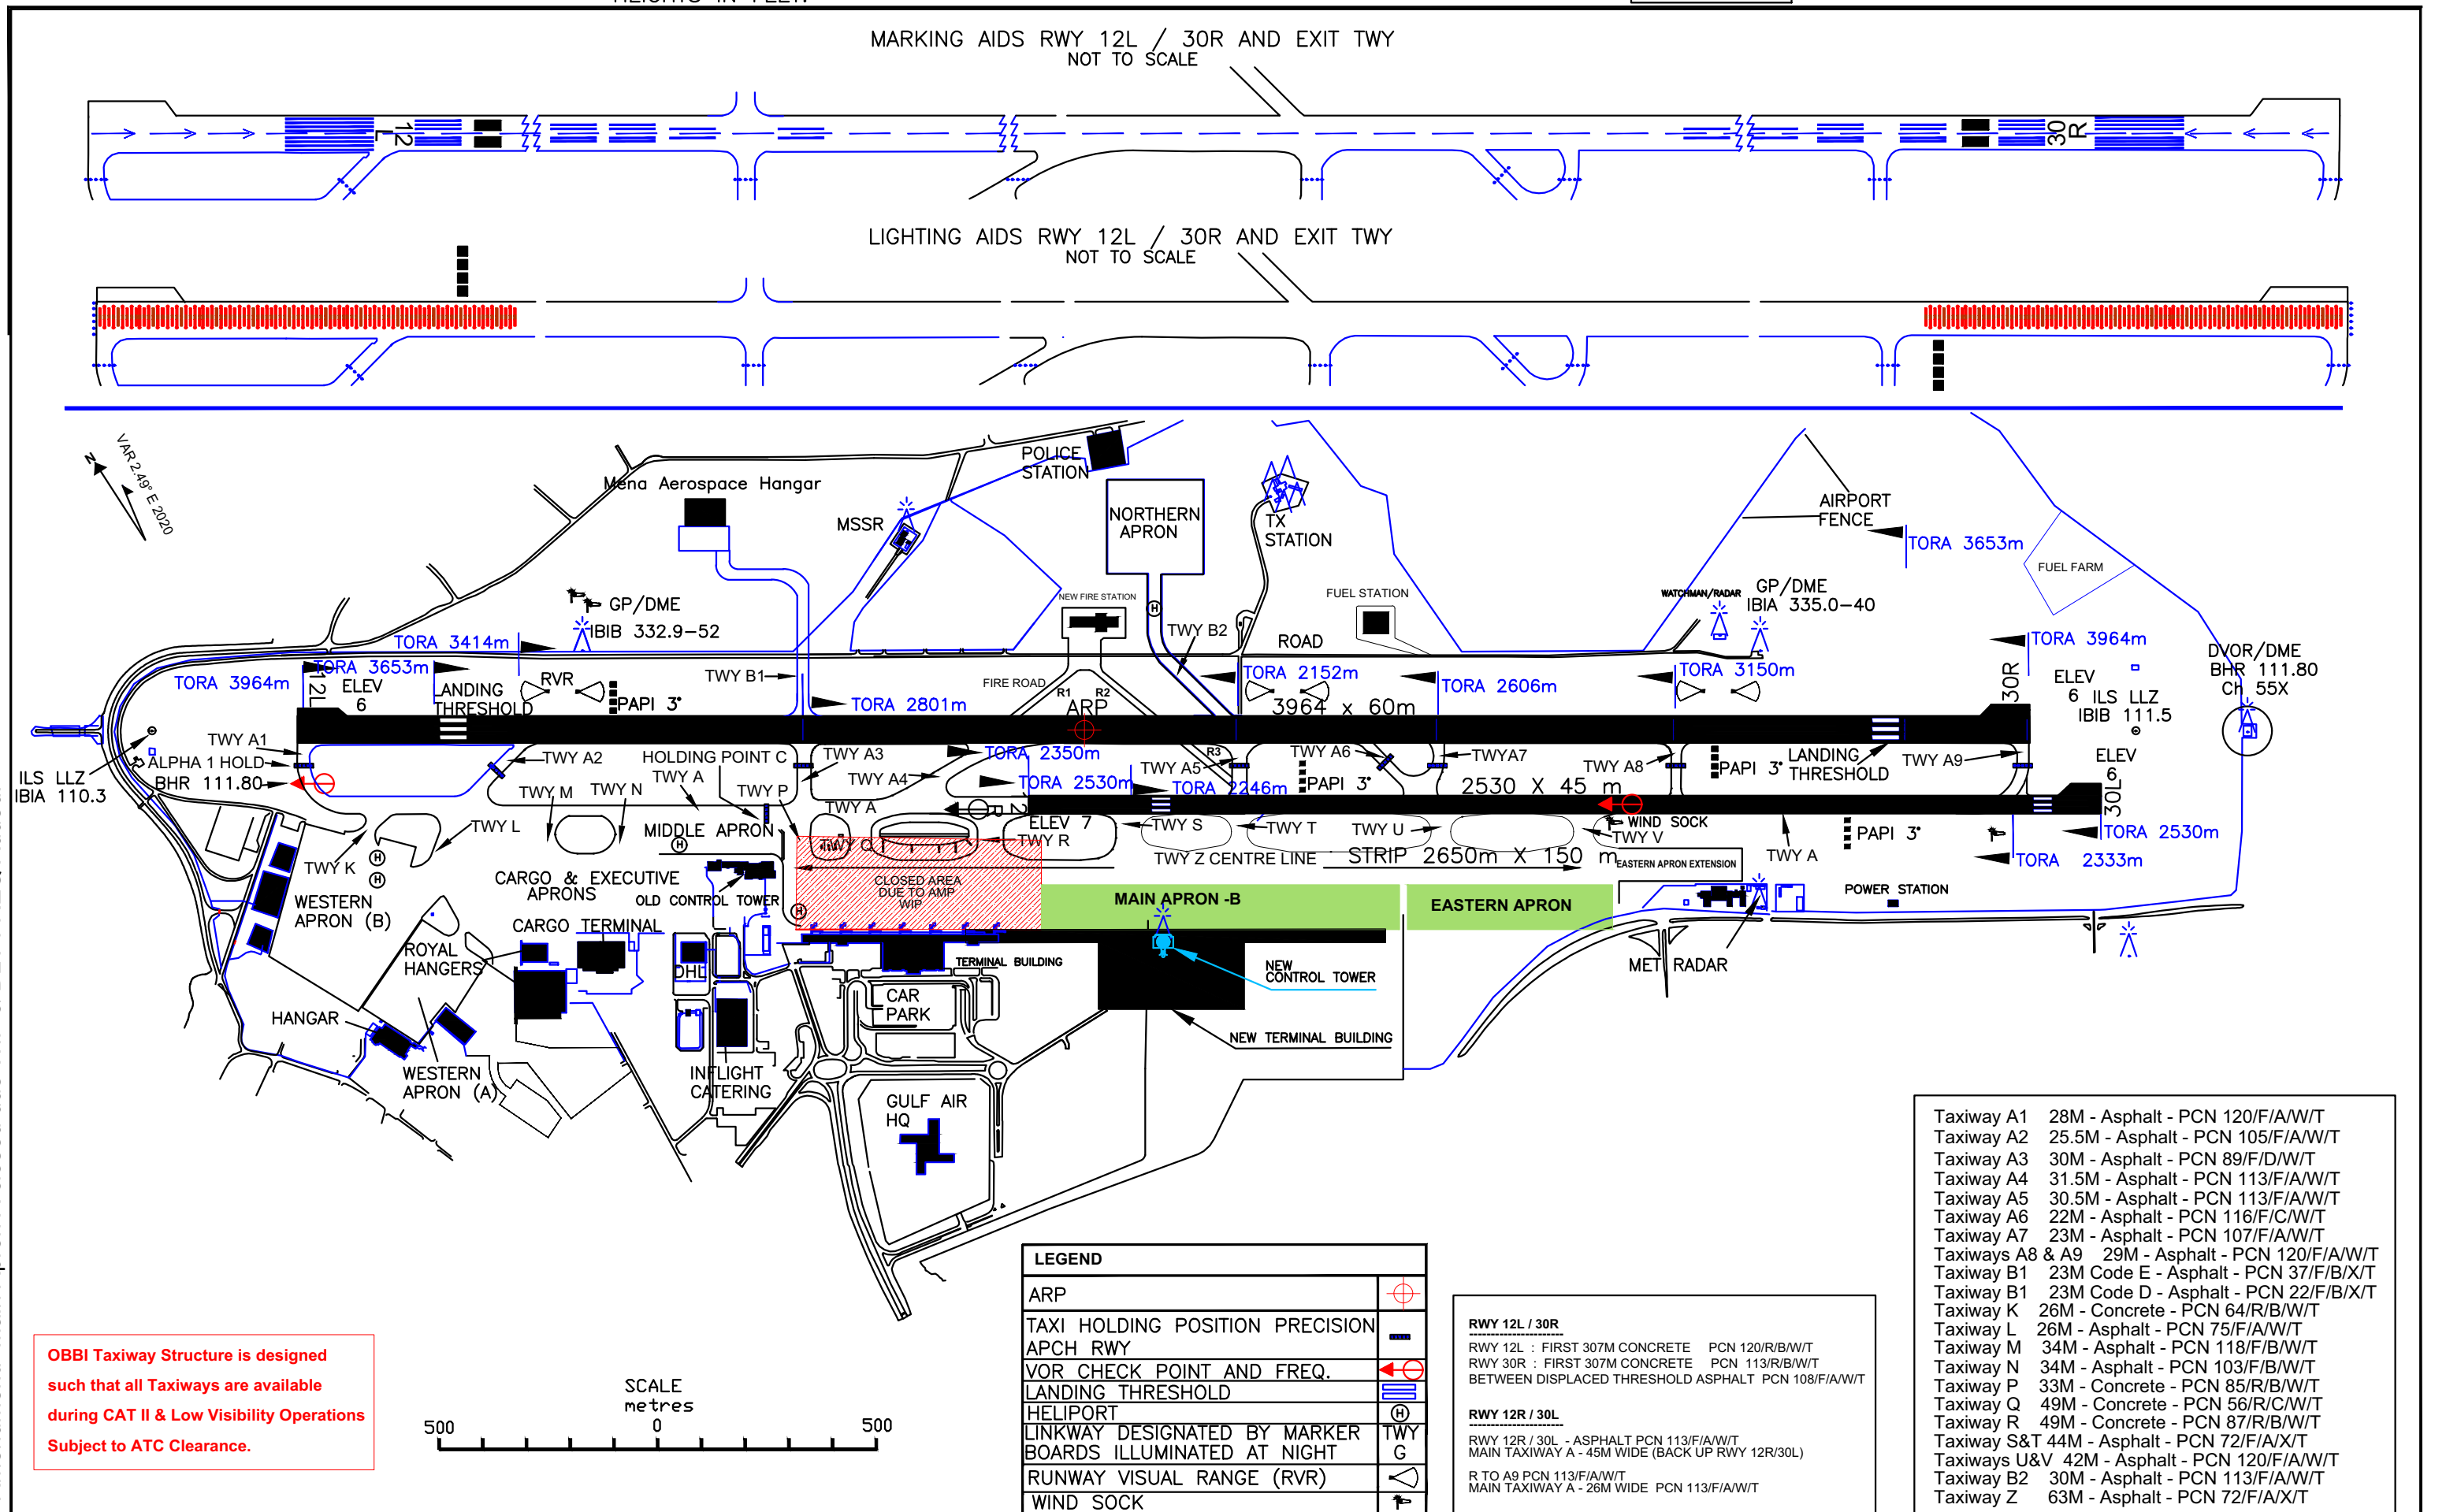 MARKING AIDS RWY 12L / 30R AND EXIT TWY
NOT TO SCALE
12
L
30
R
LIGHTING AIDS RWY 12L / 30R AND EXIT TWY
NOT TO SCALE
N
VAR 2.49° E 2020
Mena Aerospace Hangar
POLICE
STATION
MSSR
NORTHERN
APRON
TX
STATION
AIRPORT
FENCE
TORA 3653m
FUEL FARM
GP/DME
IBIB 332.9-52
NEW FIRE STATION
FUEL STATION
WATCHMAN/RADAR
GP/DME
IBIA 335.0-40
TORA 3414m
TWY B2
ROAD
TORA 3964m
DVOR/DME
BHR 111.80
Ch 55X
TORA 3964m
TORA 3653m
12L
ELEV
6
LANDING
THRESHOLD
RVR
PAPI 3°
TWY B1
TORA 2801m
FIRE ROAD
R1
R2
ARP
TORA 2152m
3964 x 60m
TORA 2606m
TORA 3150m
30R
ELEV
6
ILS LLZ
IBIB 111.5
TWY A1
ALPHA 1 HOLD
BHR 111.80
ILS LLZ
IBIA 110.3
TWY A2
HOLDING POINT C
TWY A
TWY P
TWY A3
TWY A4
TWY A
TORA 2350m
TORA 2530m
R3
TWY A5
TORA 2246m
TWY A6
PAPI 3°
TWYA7
2530 X 45 m
TWY A8
PAPI 3°
LANDING
THRESHOLD
TWY A9
ELEV
6
30L
TWY M
TWY N
TWY L
TWY K
MIDDLE APRON
H
TWY Q
ELEV 7
TWY R
TWY S
TWY T
TWY U
WIND SOCK
TWY V
TWY A
PAPI 3°
TORA 2530m
TORA 2333m
TWY Z CENTRE LINE
STRIP 2650m X 150 m
EASTERN APRON EXTENSION
WESTERN
APRON (B)
CARGO & EXECUTIVE
APRONS
OLD CONTROL TOWER
CLOSED AREA
DUE TO AMP
WIP
MAIN APRON -B
EASTERN APRON
POWER STATION
CARGO TERMINAL
ROYAL
HANGERS
DHL
TERMINAL BUILDING
NEW
CONTROL TOWER
MET RADAR
HANGAR
CAR
PARK
NEW TERMINAL BUILDING
WESTERN
APRON (A)
INFLIGHT
CATERING
GULF AIR
HQ
Taxiway A1 28M - Asphalt - PCN 120/F/A/W/T
Taxiway A2 25.5M - Asphalt - PCN 105/F/A/W/T
Taxiway A3 30M - Asphalt - PCN 89/F/D/W/T
Taxiway A4 31.5M - Asphalt - PCN 113/F/A/W/T
Taxiway A5 30.5M - Asphalt - PCN 113/F/A/W/T
Taxiway A6 22M - Asphalt - PCN 116/F/C/W/T
Taxiway A7 23M - Asphalt - PCN 107/F/A/W/T
Taxiways A8 & A9 29M - Asphalt - PCN 120/F/A/W/T
Taxiway B1 23M Code E - Asphalt - PCN 37/F/B/X/T
Taxiway B1 23M Code D - Asphalt - PCN 22/F/B/X/T
Taxiway K 26M - Concrete - PCN 64/R/B/W/T
Taxiway L 26M - Asphalt - PCN 75/F/A/W/T
Taxiway M 34M - Asphalt - PCN 118/F/B/W/T
Taxiway N 34M - Asphalt - PCN 103/F/B/W/T
Taxiway P 33M - Concrete - PCN 85/R/B/W/T
Taxiway Q 49M - Concrete - PCN 56/R/C/W/T
Taxiway R 49M - Concrete - PCN 87/R/B/W/T
Taxiway S&T 44M - Asphalt - PCN 72/F/A/X/T
Taxiways U&V 42M - Asphalt - PCN 120/F/A/W/T
Taxiway B2 30M - Asphalt - PCN 113/F/A/W/T
Taxiway Z 63M - Asphalt - PCN 72/F/A/X/T
LEGEND
ARP
TAXI HOLDING POSITION PRECISION
APCH RWY
VOR CHECK POINT AND FREQ.
LANDING THRESHOLD
HELIPORT
H
LINKWAY DESIGNATED BY MARKER
BOARDS ILLUMINATED AT NIGHT
TWY
G
RUNWAY VISUAL RANGE (RVR)
WIND SOCK
RWY 12L / 30R
RWY 12L : FIRST 307M CONCRETE PCN 120/R/B/W/T
RWY 30R : FIRST 307M CONCRETE PCN 113/R/B/W/T
BETWEEN DISPLACED THRESHOLD ASPHALT PCN 108/F/A/W/T
RWY 12R / 30L
RWY 12R / 30L - ASPHALT PCN 113/F/A/W/T
MAIN TAXIWAY A - 45M WIDE (BACK UP RWY 12R/30L)
R TO A9 PCN 113/F/A/W/T
MAIN TAXIWAY A - 26M WIDE PCN 113/F/A/W/T
OBBI Taxiway Structure is designed
such that all Taxiways are available
during CAT II & Low Visibility Operations
Subject to ATC Clearance.
SCALE
metres
500
0
500